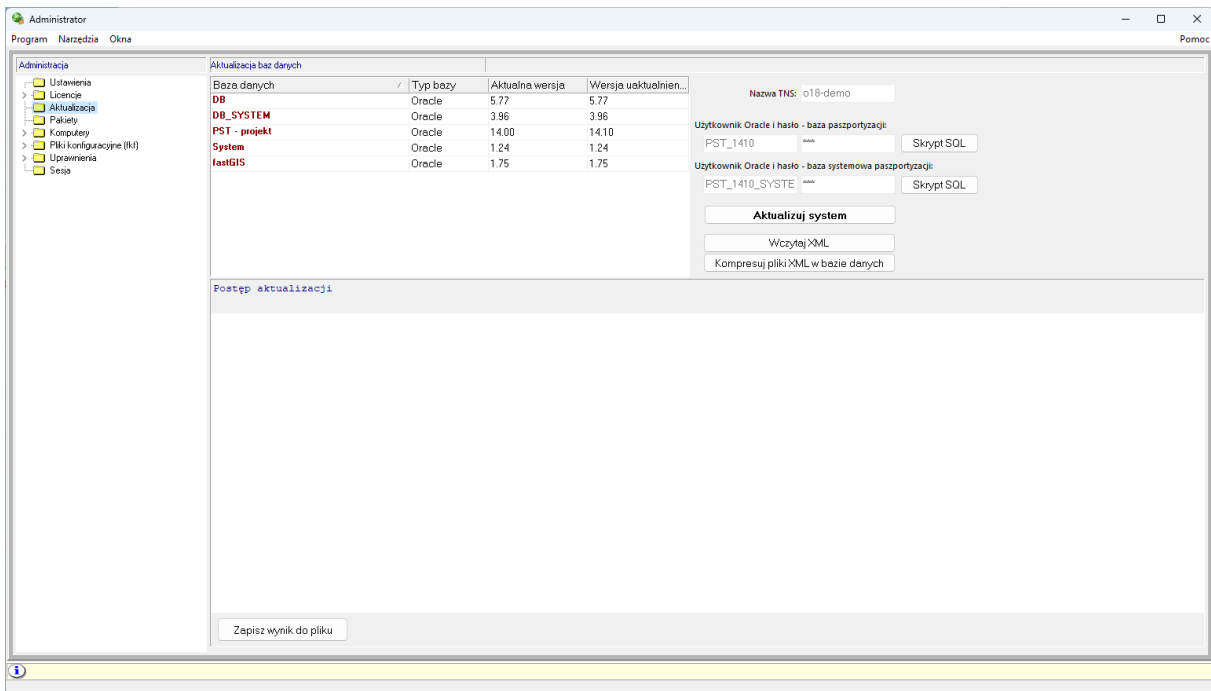 Administrator
Program Narzędzia Okna Pomoc
Administracja
Ustawienia
Licencje
Aktualizacja
Pakiety
Komputery
Pliki konfiguracyjne (fkf)
Uprawnienia
Sesja
Aktualizacja baz danych
Baza danych Typ bazy Aktualna wersja Wersja uaktualnien...
DB Oracle 5.77 5.77
DB_SYSTEM Oracle 3.96 3.96
PST - projekt Oracle 14.00 14.10
System Oracle 1.24 1.24
fastGIS Oracle 1.75 1.75
Nazwa TNS: o18-demo
Użytkownik Oracle i hasło - baza paszportyzacji:
PST_1410 **** Skrypt SQL
Użytkownik Oracle i hasło - baza systemowa paszportyzacji:
PST_1410_SYSTE **** Skrypt SQL
Aktualizuj system
Wczytaj XML
Kompresuj pliki XML w bazie danych
Postęp aktualizacji
Zapisz wynik do pliku